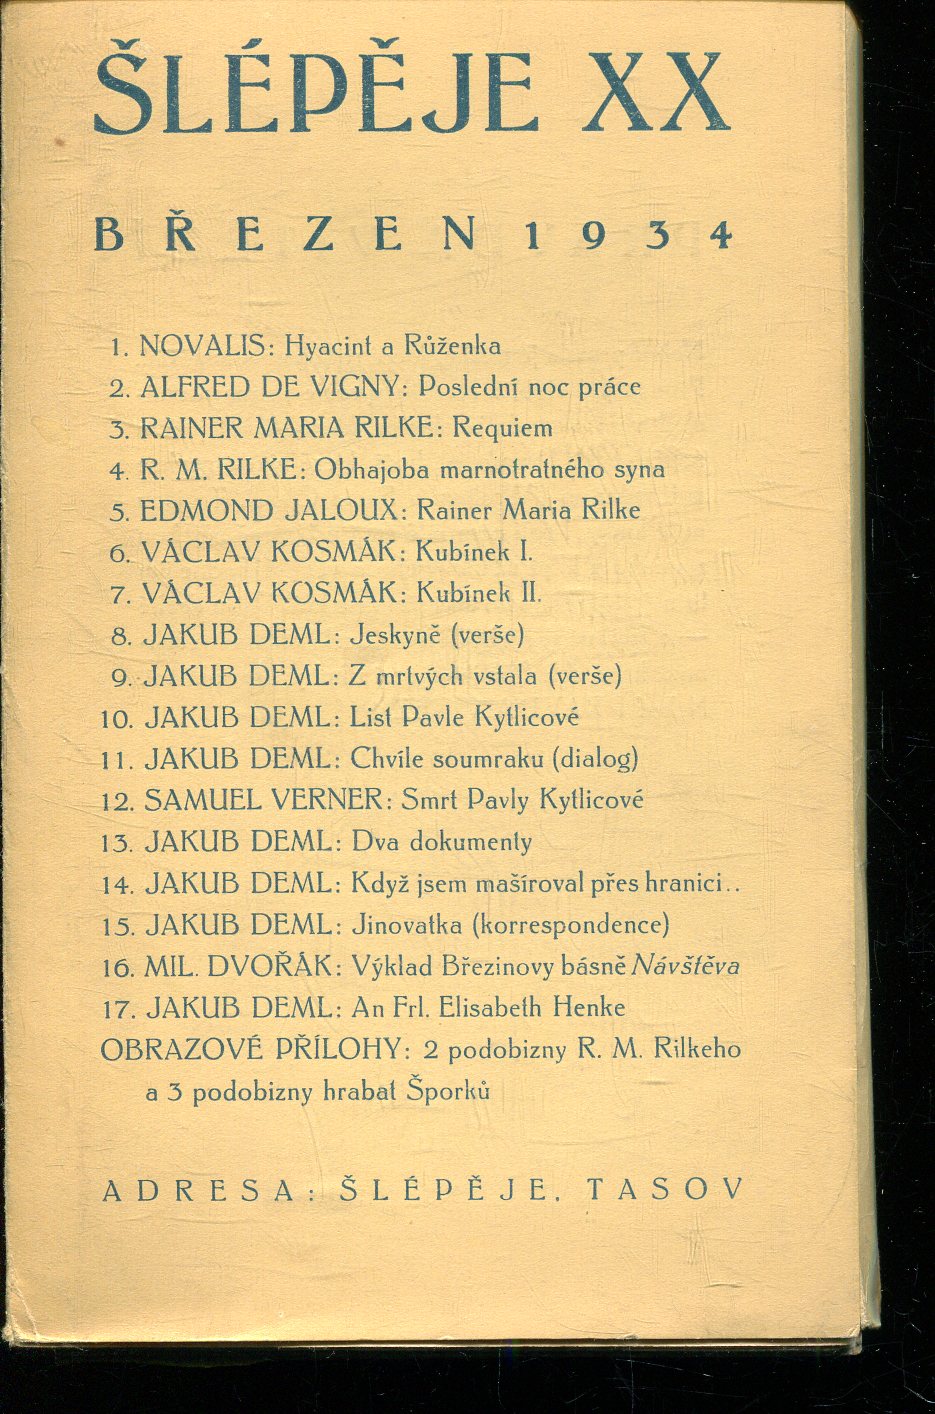 ŠLÉPĚJE XX
BŘEZEN 1934
1. NOVALIS: Hyacint a Růženka
2. ALFRED DE VIGNY: Poslední noc práce
3. RAINER MARIA RILKE: Requiem
4. R. M. RILKE: Obhajoba marnotratného syna
5. EDMOND JALOUX: Rainer Maria Rilke
6. VÁCLAV KOSMÁK: Kubínek I.
7. VÁCLAV KOSMÁK: Kubínek II.
8. JAKUB DEML: Jeskyně (verše)
9. JAKUB DEML: Z mrtvých vstala (verše)
10. JAKUB DEML: List Pavle Kytlicové
11. JAKUB DEML: Chvíle soumraku (dialog)
12. SAMUEL VERNER: Smrt Pavly Kytlicové
13. JAKUB DEML: Dva dokumenty
14. JAKUB DEML: Když jsem mašíroval přes hranici..
15. JAKUB DEML: Jinovatka (korrespondence)
16. MIL. DVOŘÁK: Výklad Březinovy básně Návštěva
17. JAKUB DEML: An Frl. Elisabeth Henke
OBRAZOVÉ PŘÍLOHY: 2 podobizny R. M. Rilkeho
a 3 podobizny hrabat Šporků
ADRESA: ŠLÉPĚJE, TASOV